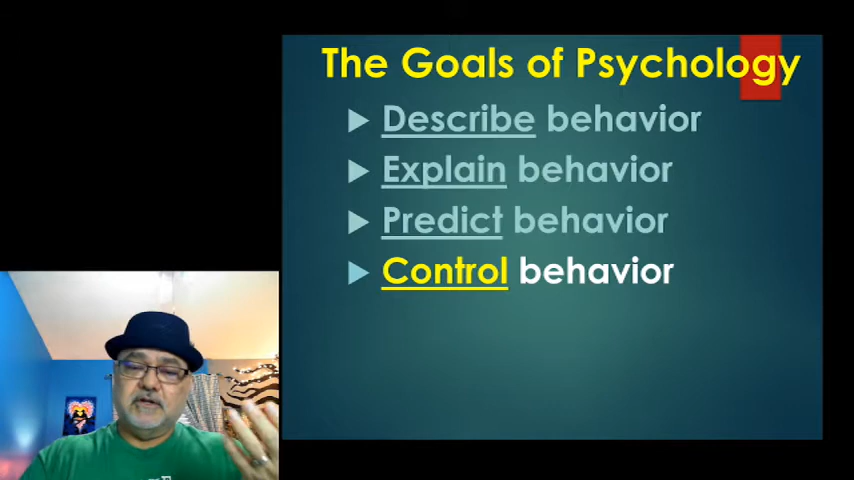 The Goals of Psychology
Describe behavior
Explain behavior
Predict behavior
Control behavior